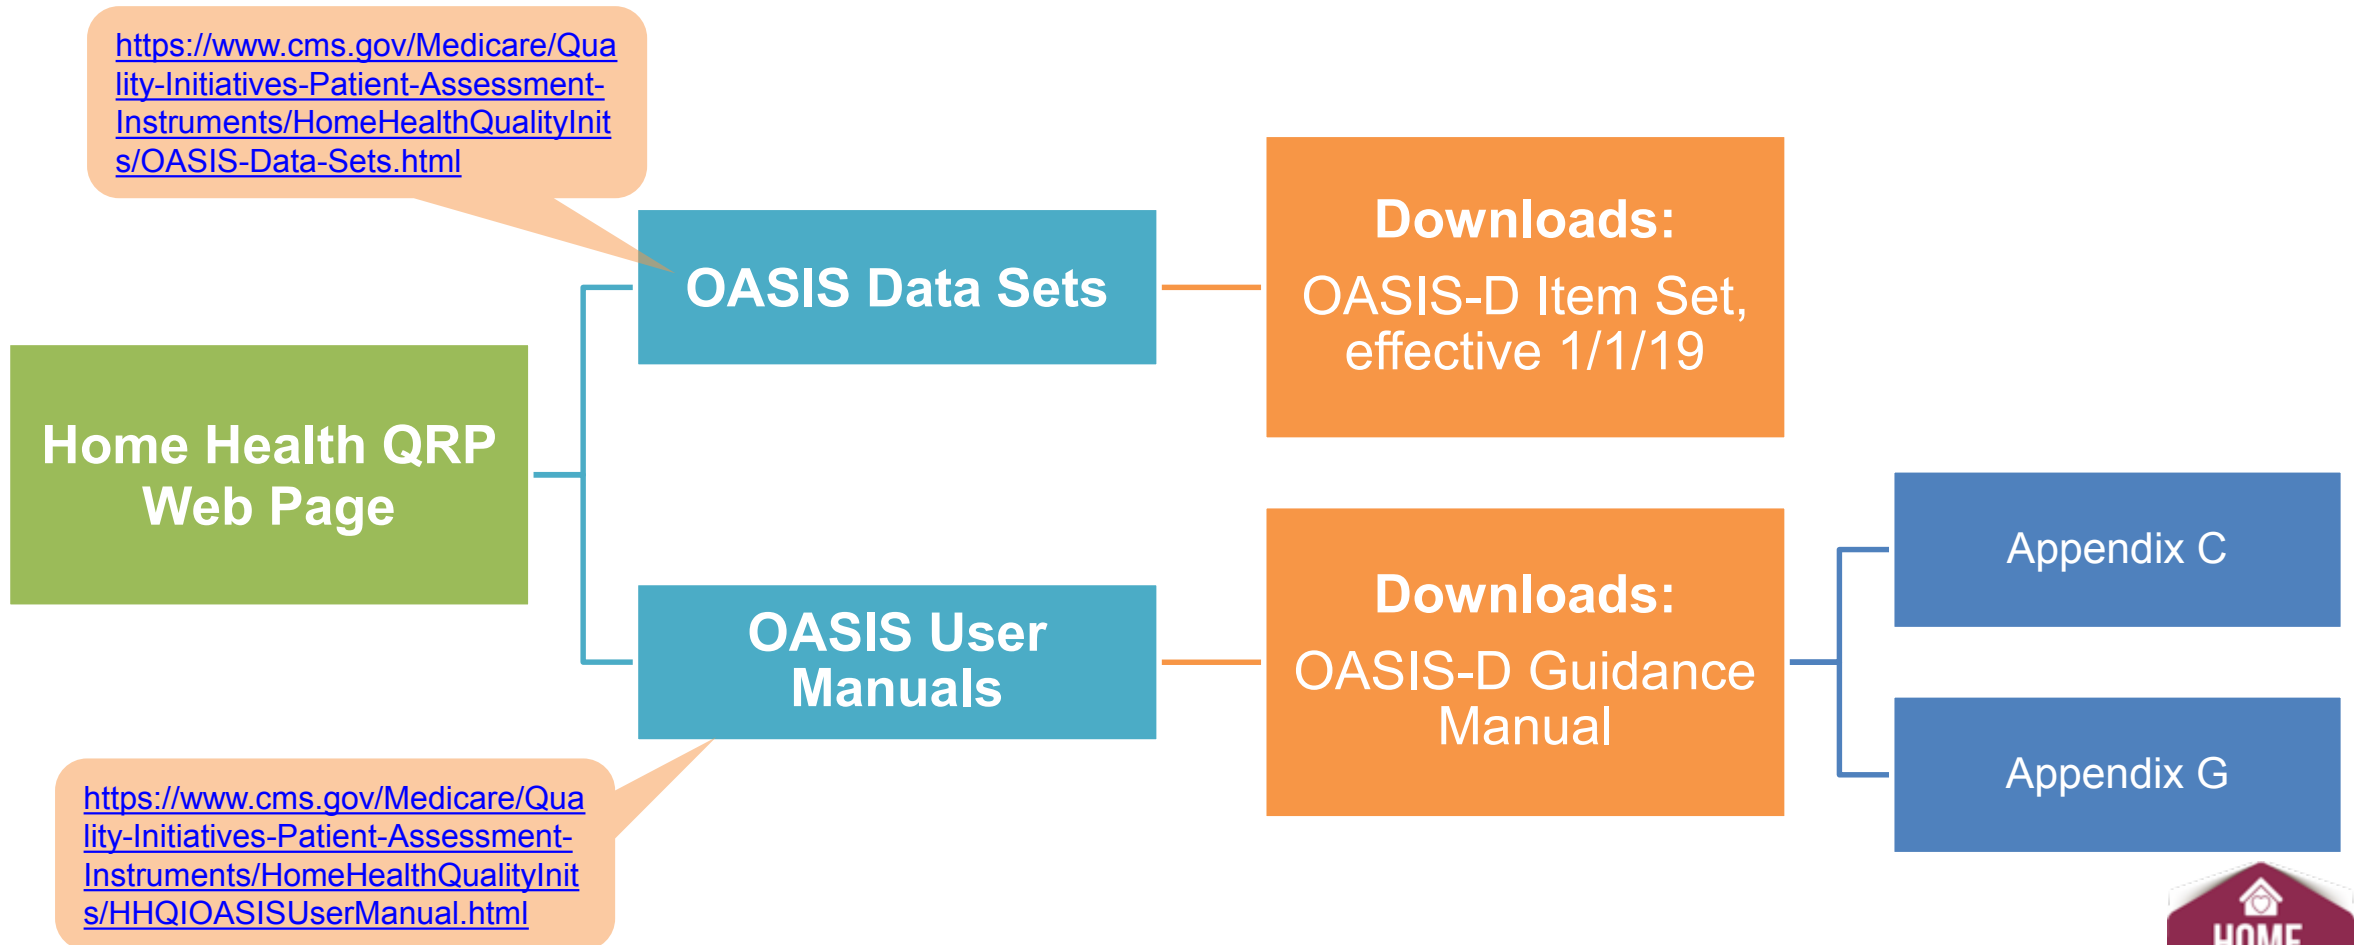 https://www.cms.gov/Medicare/Qua
lity-Initiatives-Patient-Assessment-
Instruments/HomeHealthQualityInit
s/OASIS-Data-Sets.html
Home Health QRP
Web Page
OASIS Data Sets
Downloads:
OASIS-D Item Set,
effective 1/1/19
OASIS User
Manuals
Downloads:
OASIS-D Guidance
Manual
Appendix C
Appendix G
https://www.cms.gov/Medicare/Qua
lity-Initiatives-Patient-Assessment-
Instruments/HomeHealthQualityInit
s/HHQIOASISUserManual.html
HOME